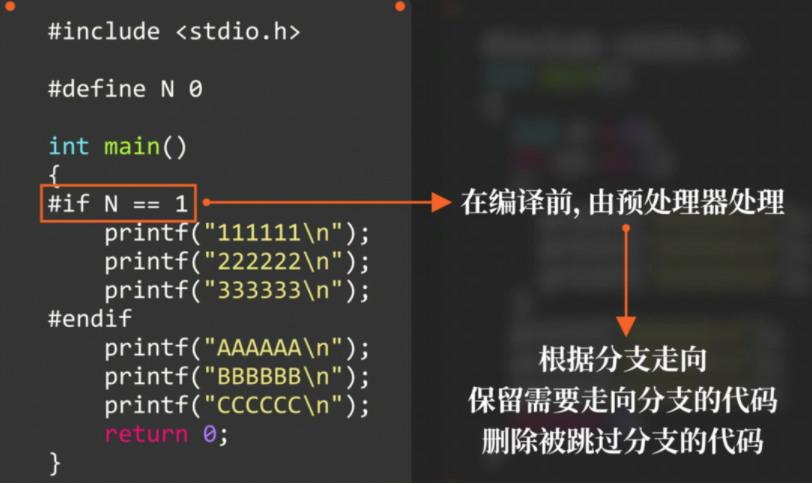 #include <stdio.h>
#define N 0
int main()
{
#if N == 1
printf("111111\n");
printf("222222\n");
printf("333333\n");
#endif
printf("AAAAAA\n");
printf("BBBBBB\n");
printf("CCCCCC\n");
return 0;
}
在编译前, 由预处理器处理
根据分支走向
保留需要走向分支的代码
删除被跳过分支的代码